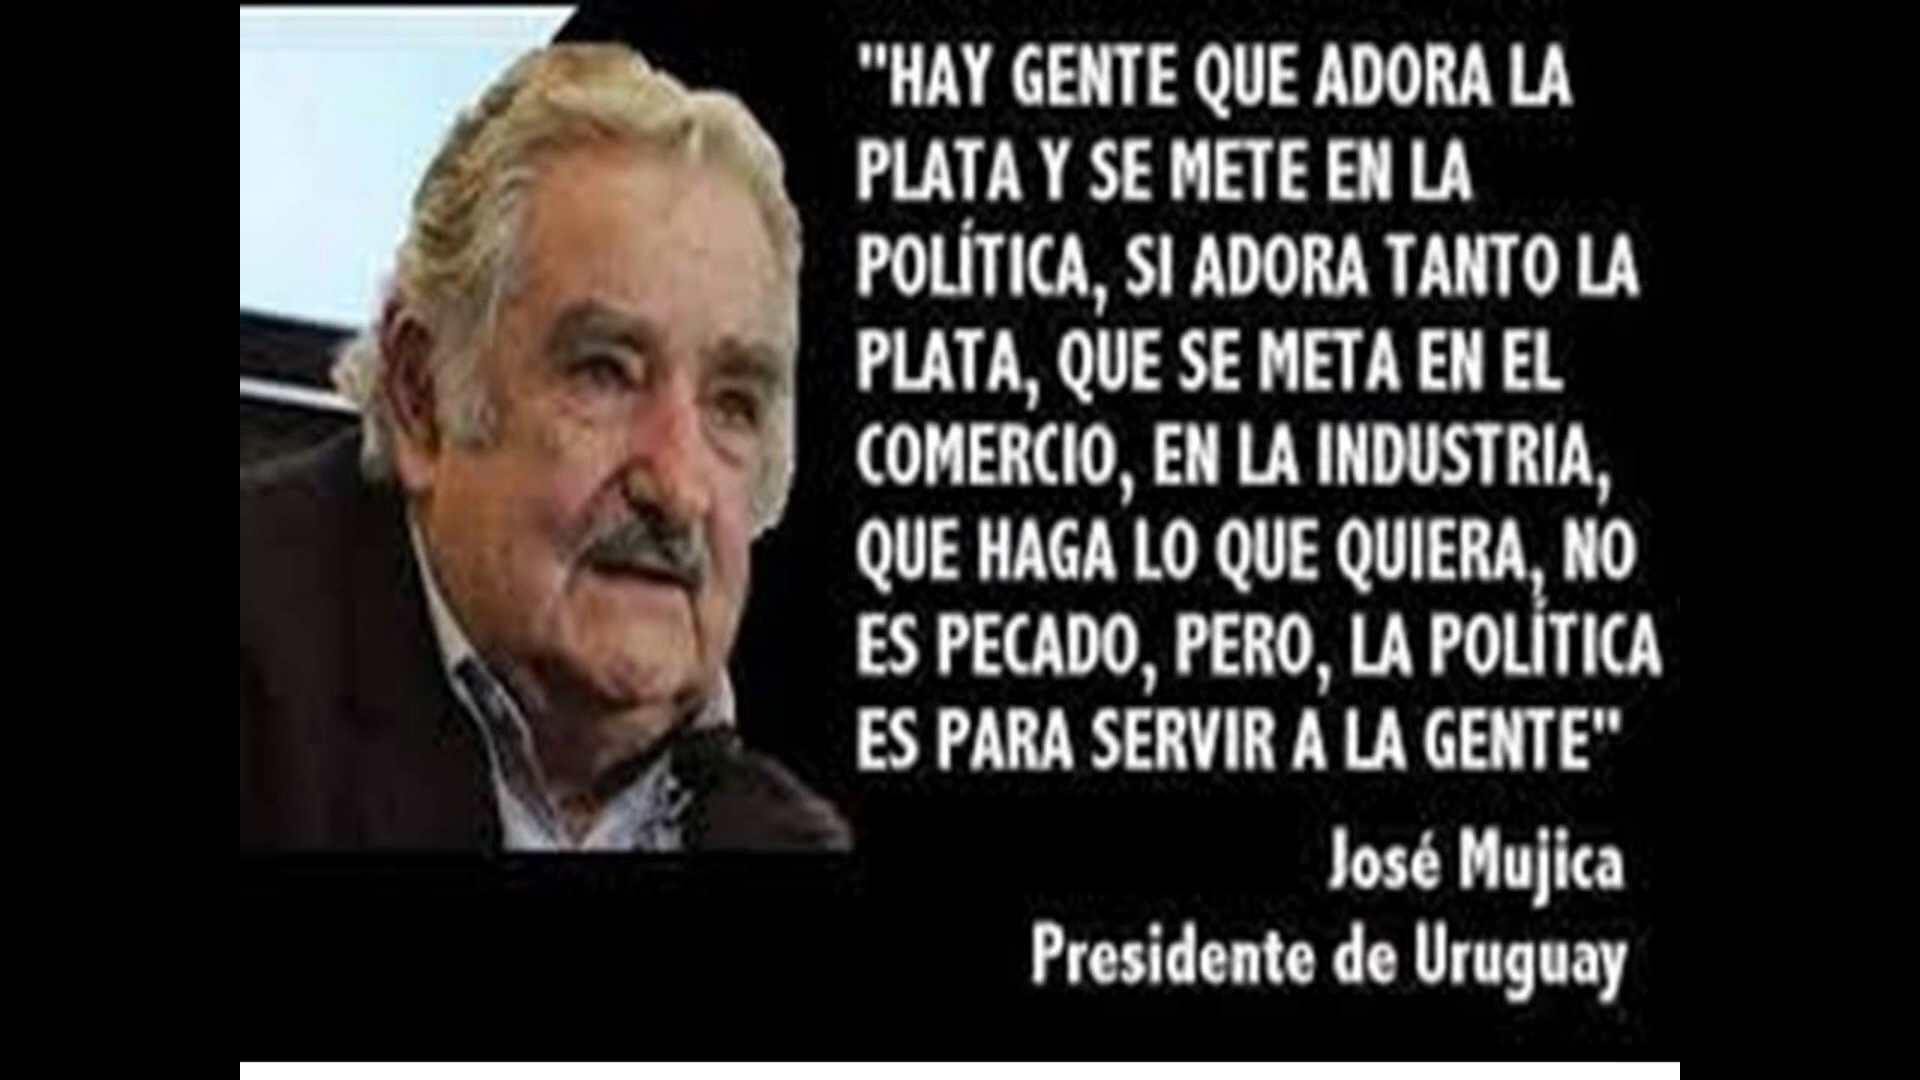 "HAY GENTE QUE ADORA LA
PLATA Y SE METE EN LA
POLÍTICA, SI ADORA TANTO LA
PLATA, QUE SE META EN EL
COMERCIO, EN LA INDUSTRIA,
QUE HAGA LO QUE QUIERA, NO
ES PECADO, PERO, LA POLÍTICA
ES PARA SERVIR A LA GENTE"
José Mujica
Presidente de Uruguay